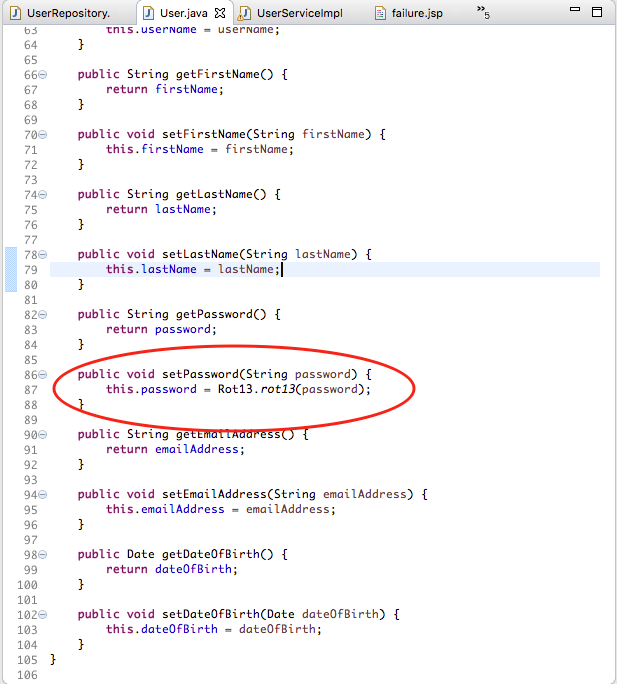 UserRepository.
User.java
UserServiceImpl
failure.jsp
»5
63 this.userName = userName;
64 }
65
66 public String getFirstName() {
67 return firstName;
68 }
69
70 public void setFirstName(String firstName) {
71 this.firstName = firstName;
72 }
73
74 public String getLastName() {
75 return lastName;
76 }
77
78 public void setLastName(String lastName) {
79 this.lastName = lastName;
80 }
81
82 public String getPassword() {
83 return password;
84 }
85
86 public void setPassword(String password) {
87 this.password = Rot13.rot13(password);
88 }
89
90 public String getEmailAddress() {
91 return emailAddress;
92 }
93
94 public void setEmailAddress(String emailAddress) {
95 this.emailAddress = emailAddress;
96 }
97
98 public Date getDateOfBirth() {
99 return dateOfBirth;
100 }
101
102 public void setDateOfBirth(Date dateOfBirth) {
103 this.dateOfBirth = dateOfBirth;
104 }
105 }
106